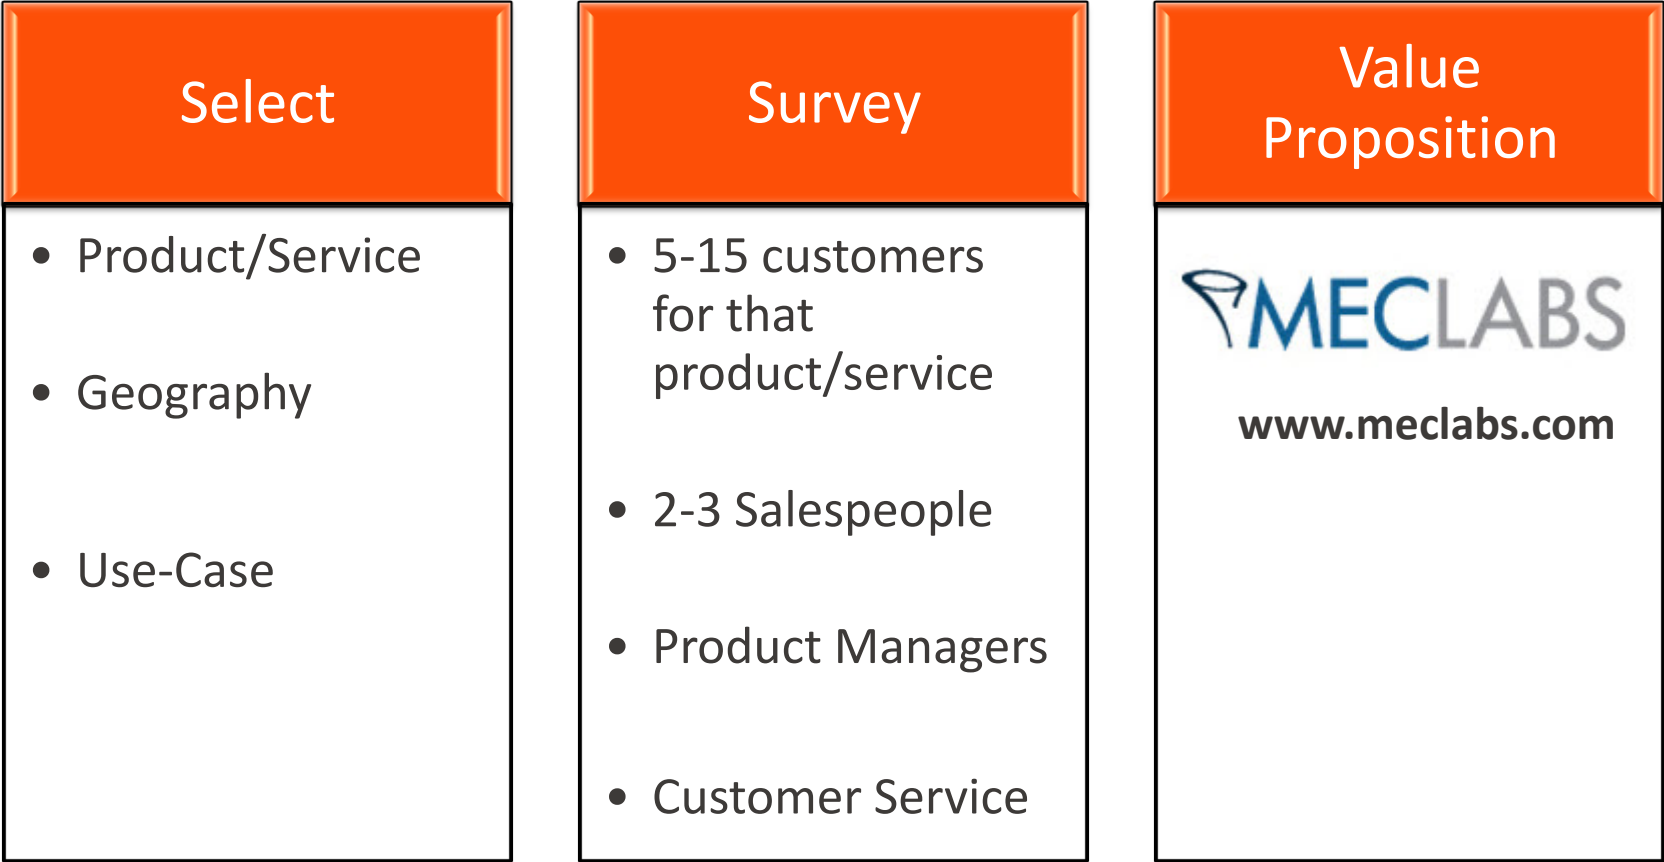 Select
• Product/Service
• Geography
• Use-Case
Survey
• 5-15 customers
for that
product/service
• 2-3 Salespeople
• Product Managers
• Customer Service
Value
Proposition
MECLABS
www.meclabs.com